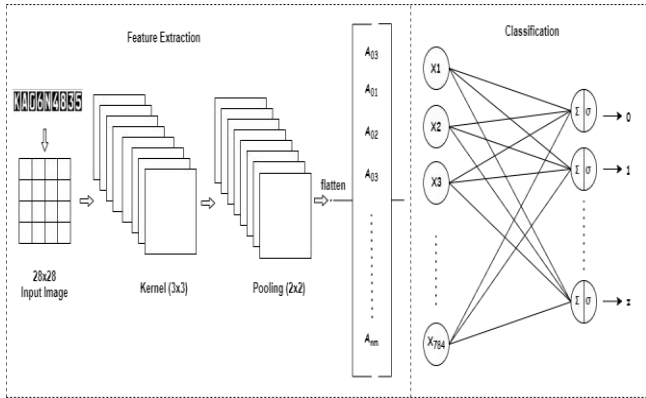 Feature Extraction
KAU6N4835
28x28
Input Image
Kernel (3x3)
Pooling (2x2)
flatten
A03
A01
A02
A03
Anm
Classification
X1
X2
X3
X784
Σ σ
0
Σ σ
1
Σ σ
z